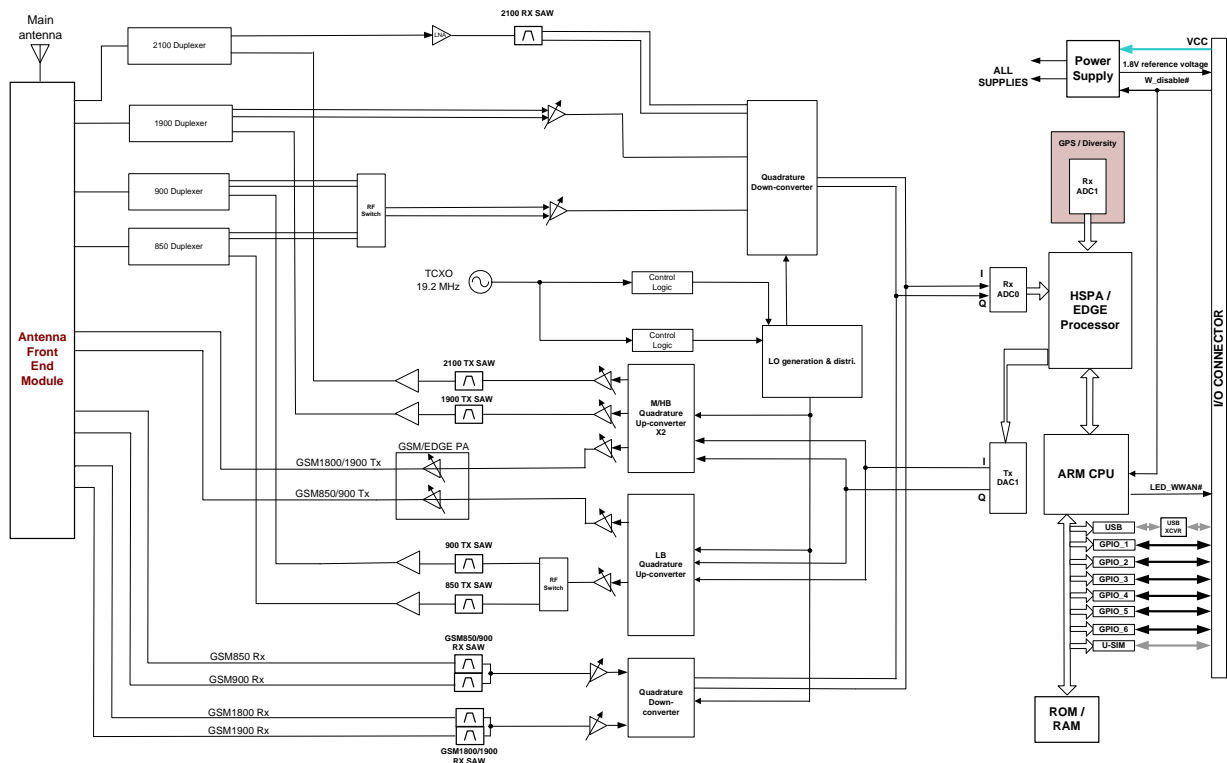 Main
antenna
2100 Duplexer
LNA
2100 RX SAW
1900 Duplexer
900 Duplexer
850 Duplexer
RF
Switch
Quadrature
Down-converter
TCXO
19.2 MHz
Control
Logic
Control
Logic
LO generation & distri.
Antenna
Front
End
Module
2100 TX SAW
1900 TX SAW
M/HB
Quadrature
Up-converter
X2
GSM/EDGE PA
GSM1800/1900 Tx
GSM850/900 Tx
900 TX SAW
850 TX SAW
RF
Switch
LB
Quadrature
Up-converter
GSM850/900
RX SAW
GSM850 Rx
GSM900 Rx
GSM1800 Rx
GSM1900 Rx
GSM1800/1900
RX SAW
Quadrature
Down-
converter
ALL
SUPPLIES
Power
Supply
VCC
1.8V reference voltage
W_disable#
GPS / Diversity
Rx
ADC1
I
Q
Rx
ADC0
HSPA /
EDGE
Processor
I
Q
Tx
DAC1
ARM CPU
LED_WWAN#
USB
USB
XCVR
GPIO_1
GPIO_2
GPIO_3
GPIO_4
GPIO_5
GPIO_6
U-SIM
ROM /
RAM
I/O CONNECTOR